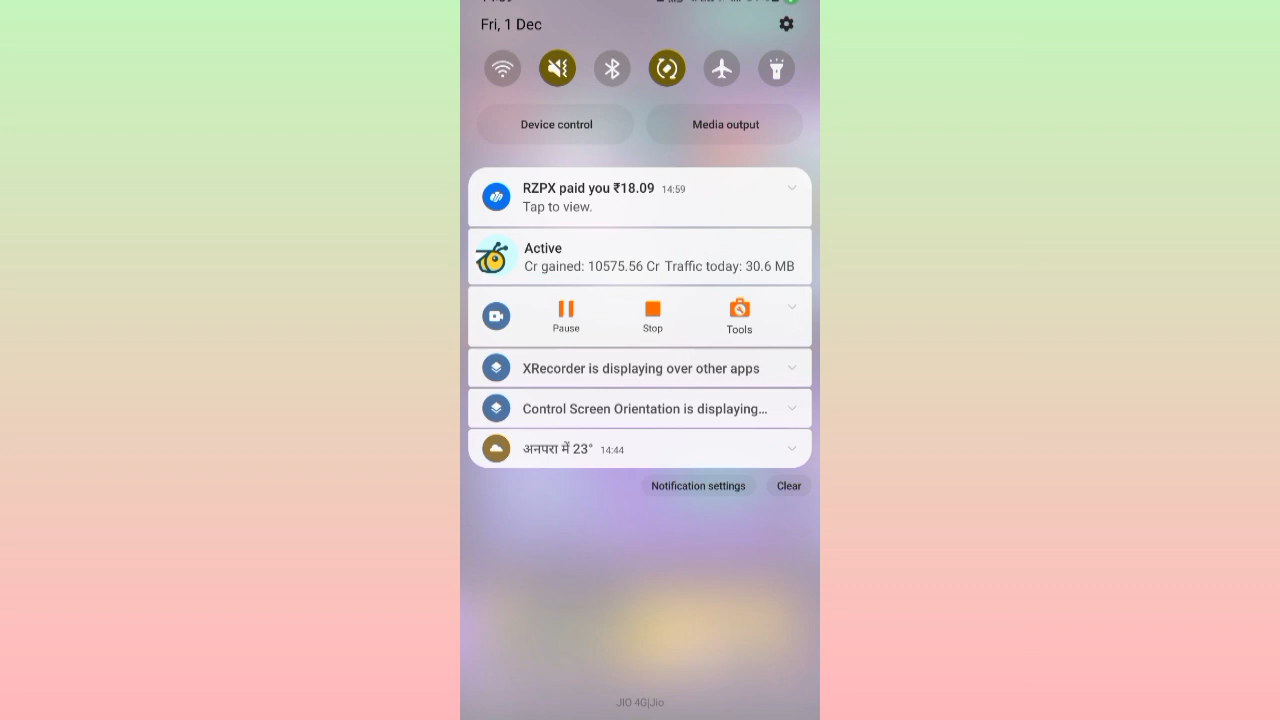 Fri, 1 Dec
Device control
Media output
RZPX paid you ₹18.09 14:59
Tap to view.
Active
Cr gained: 10575.56 Cr Traffic today: 30.6 MB
Pause
Stop
Tools
XRecorder is displaying over other apps
Control Screen Orientation is displaying...
अनपरा में 23° 14:44
Notification settings
Clear
JIO 4G|Jio